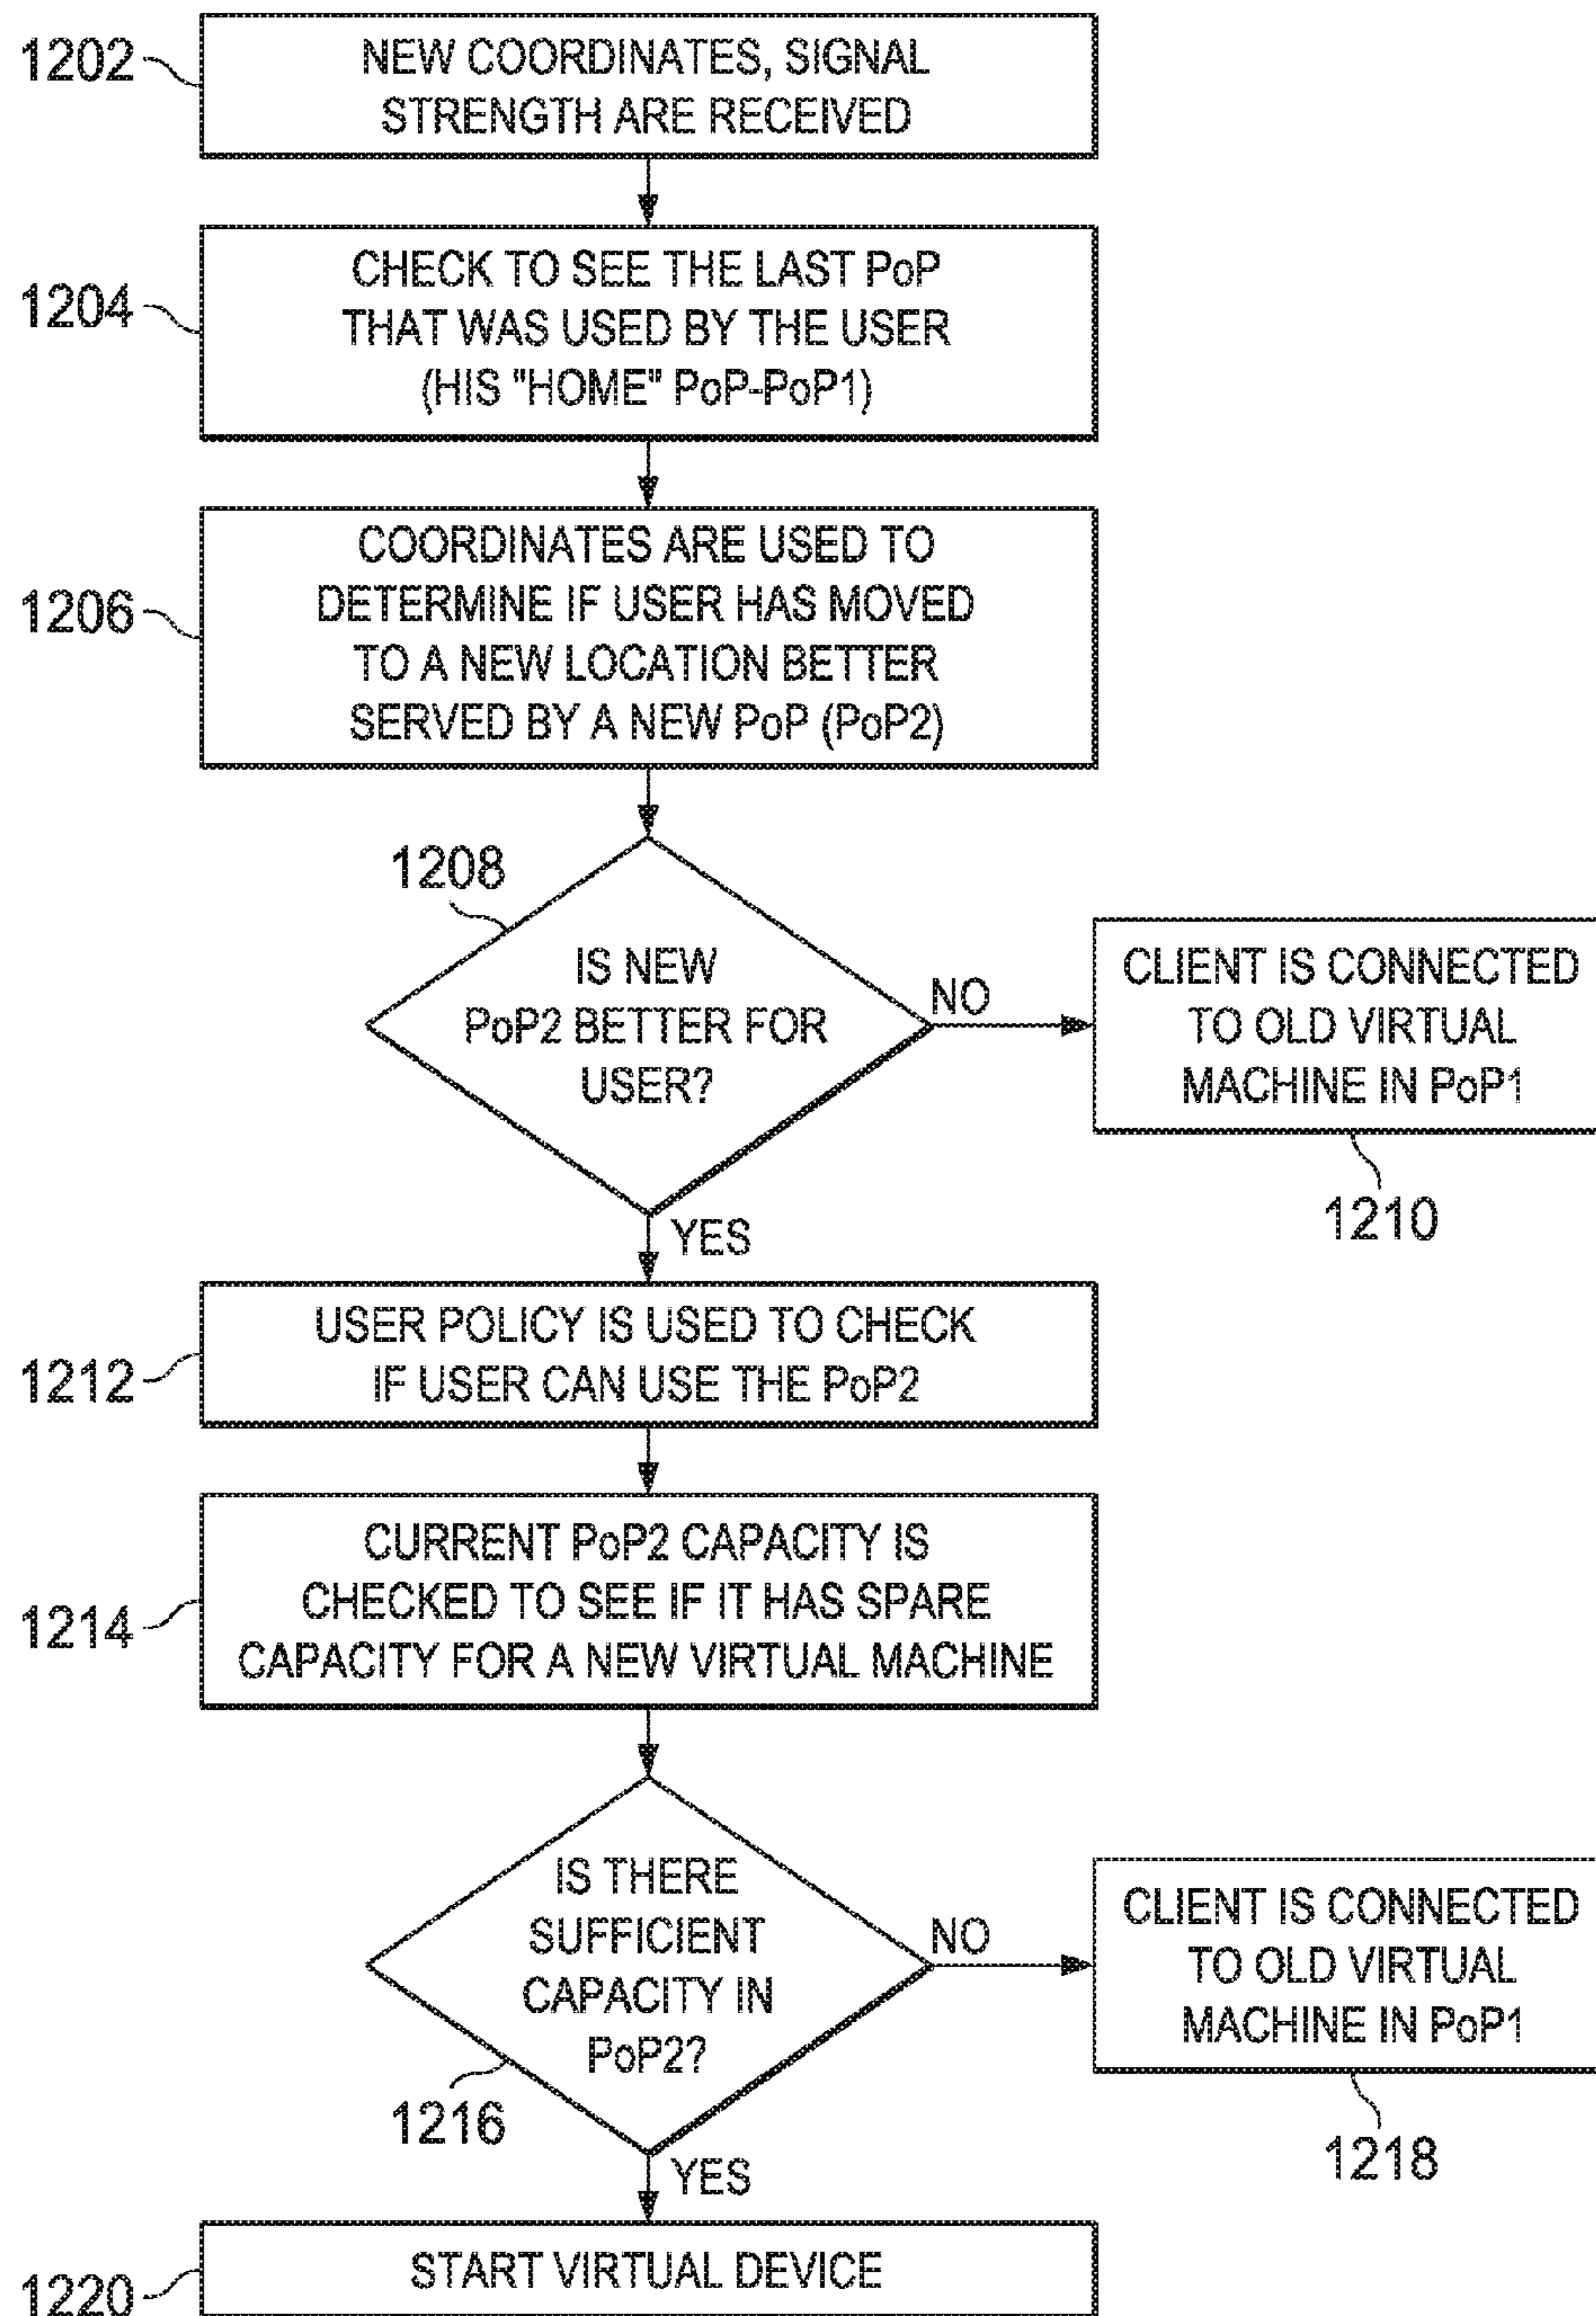 1202
NEW COORDINATES, SIGNAL
STRENGTH ARE RECEIVED
1204
CHECK TO SEE THE LAST PoP
THAT WAS USED BY THE USER
(HIS "HOME" PoP-PoP1)
1206
COORDINATES ARE USED TO
DETERMINE IF USER HAS MOVED
TO A NEW LOCATION BETTER
SERVED BY A NEW PoP (PoP2)
1208
IS NEW
PoP2 BETTER FOR
USER?
NO
CLIENT IS CONNECTED
TO OLD VIRTUAL
MACHINE IN PoP1
1210
YES
1212
USER POLICY IS USED TO CHECK
IF USER CAN USE THE PoP2
1214
CURRENT PoP2 CAPACITY IS
CHECKED TO SEE IF IT HAS SPARE
CAPACITY FOR A NEW VIRTUAL MACHINE
IS THERE
SUFFICIENT
CAPACITY IN
PoP2?
1216
NO
CLIENT IS CONNECTED
TO OLD VIRTUAL
MACHINE IN PoP1
1218
YES
1220
START VIRTUAL DEVICE